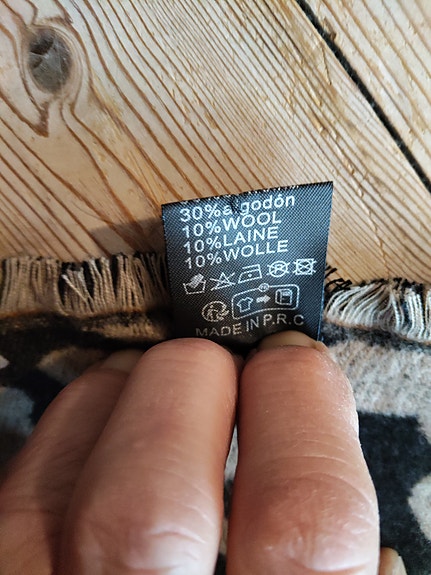 30%algodón
10%WOOL
10%LAINE
10%WOLLE
MADE IN P.R.C